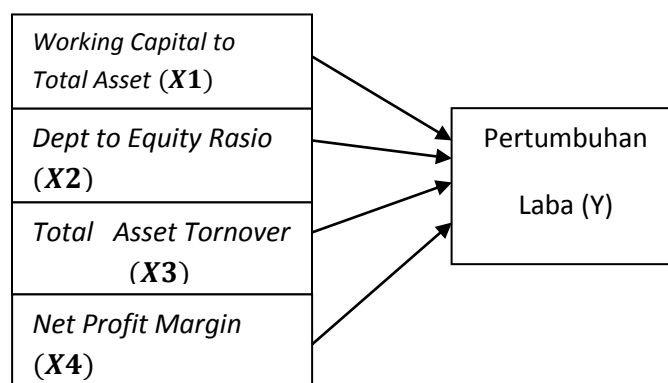 Working Capital to
Total Asset (X1)
Dept to Equity Rasio
(X2)
Total Asset Tornover
(X3)
Net Profit Margin
(X4)
Pertumbuhan
Laba (Y)